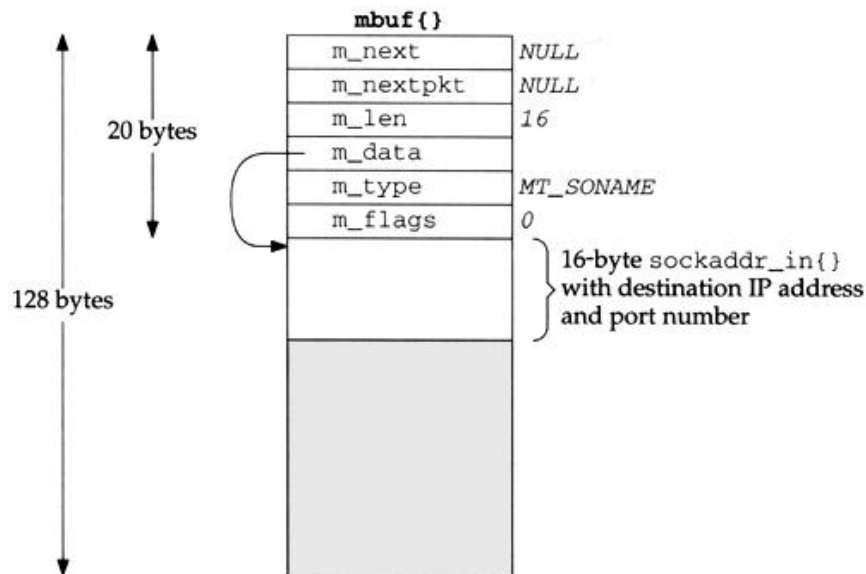 mbuf{}
m_next NULL
m_nextpkt NULL
m_len 16
20 bytes
m_data
m_type MT_SONAME
m_flags 0
16-byte sockaddr_in{}
with destination IP address
and port number
128 bytes